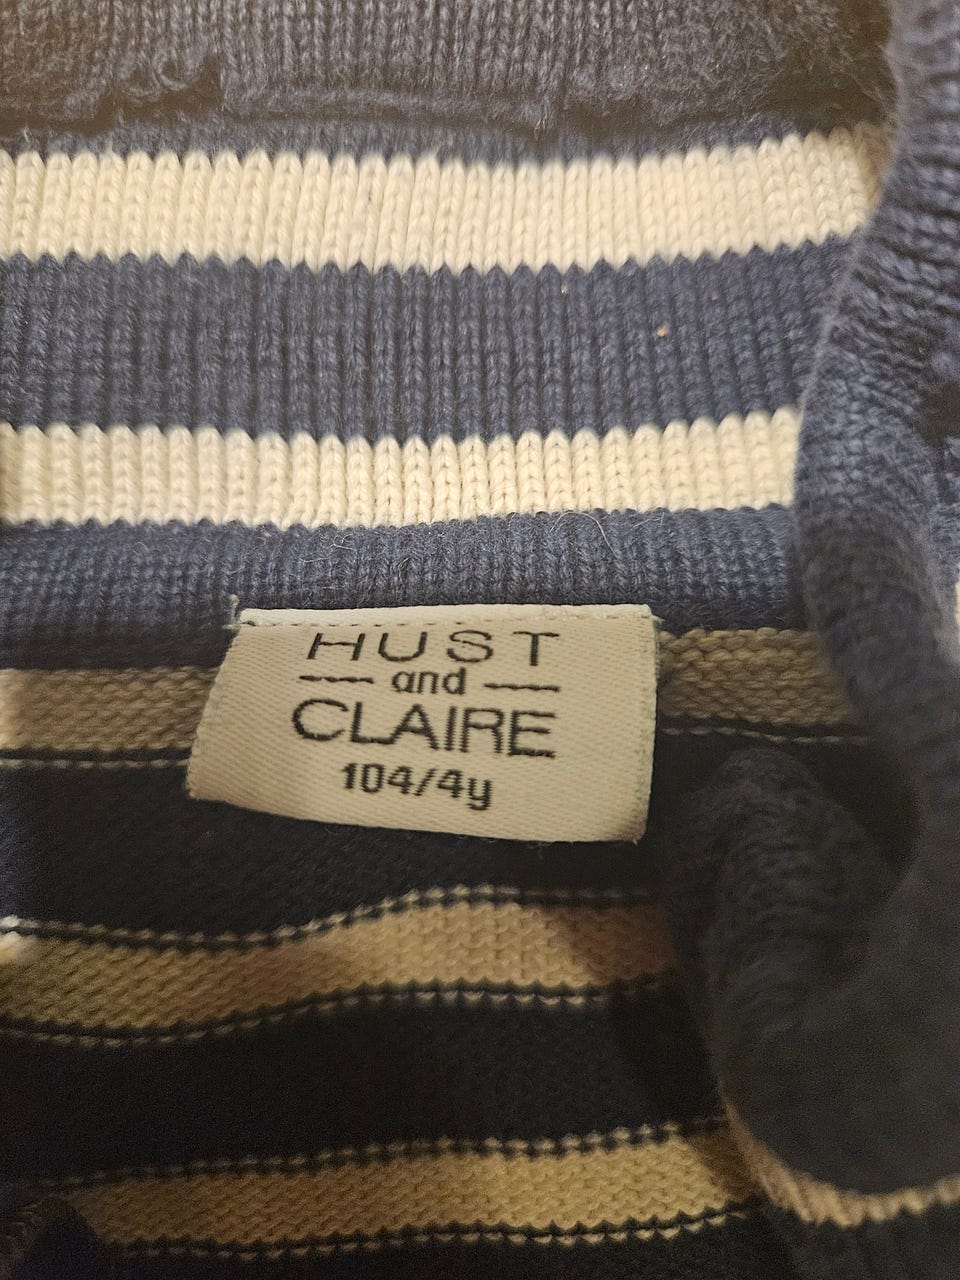 HUST
and
CLAIRE
104/4y